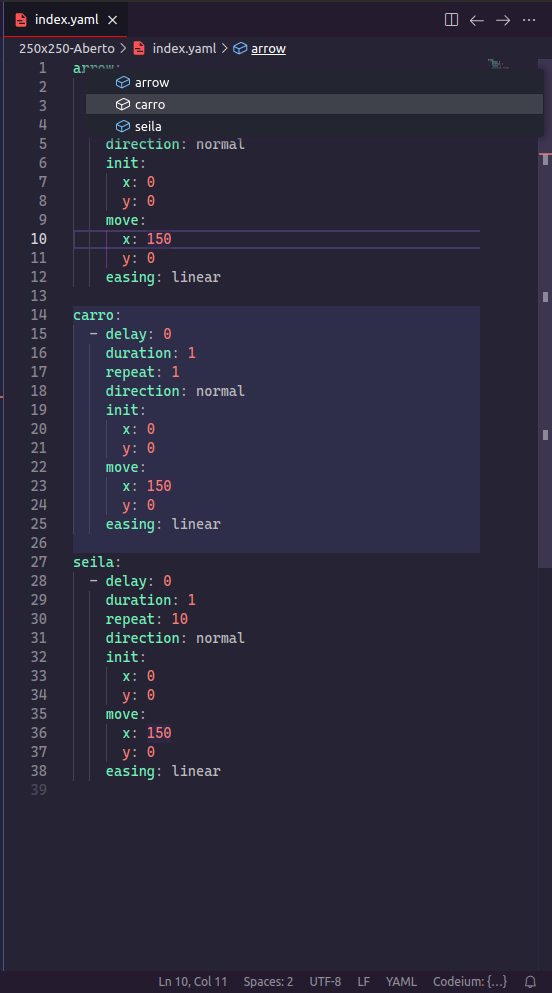 index.yaml
250x250-Aberto > index.yaml > arrow
1 arrow:
arrow
2
carro
3
seila
4
5 direction: normal
6 init:
7 x: 0
8 y: 0
9 move:
10 x: 150
11 y: 0
12 easing: linear
13
14 carro:
15 - delay: 0
16 duration: 1
17 repeat: 1
18 direction: normal
19 init:
20 x: 0
21 y: 0
22 move:
23 x: 150
24 y: 0
25 easing: linear
26
27 seila:
28 - delay: 0
29 duration: 1
30 repeat: 10
31 direction: normal
32 init:
33 x: 0
34 y: 0
35 move:
36 x: 150
37 y: 0
38 easing: linear
39
Ln 10, Col 11 Spaces: 2 UTF-8 LF YAML Codeium: {...}